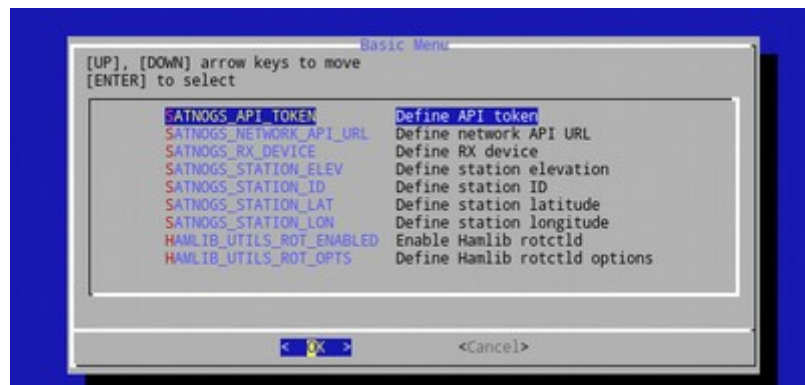 Basic Menu
[UP], [DOWN] arrow keys to move
[ENTER] to select
SATNOGS_API_TOKEN Define API token
SATNOGS_NETWORK_API_URL Define network API URL
SATNOGS_RX_DEVICE Define RX device
SATNOGS_STATION_ELEV Define station elevation
SATNOGS_STATION_ID Define station ID
SATNOGS_STATION_LAT Define station latitude
SATNOGS_STATION_LON Define station longitude
HAMLIB_UTILS_ROT_ENABLED Enable Hamlib rotctld
HAMLIB_UTILS_ROT_OPTS Define Hamlib rotctld options
< OK > <Cancel>